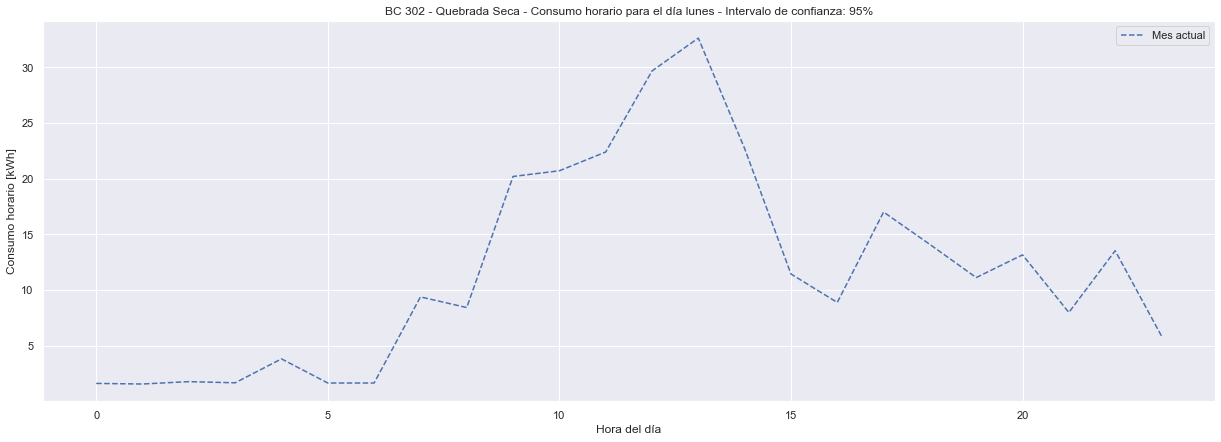 BC 302 - Quebrada Seca - Consumo horario para el día lunes - Intervalo de confianza: 95%
Mes actual
Consumo horario [kWh]
30
25
20
15
10
5
0
5
10
15
20
Hora del día